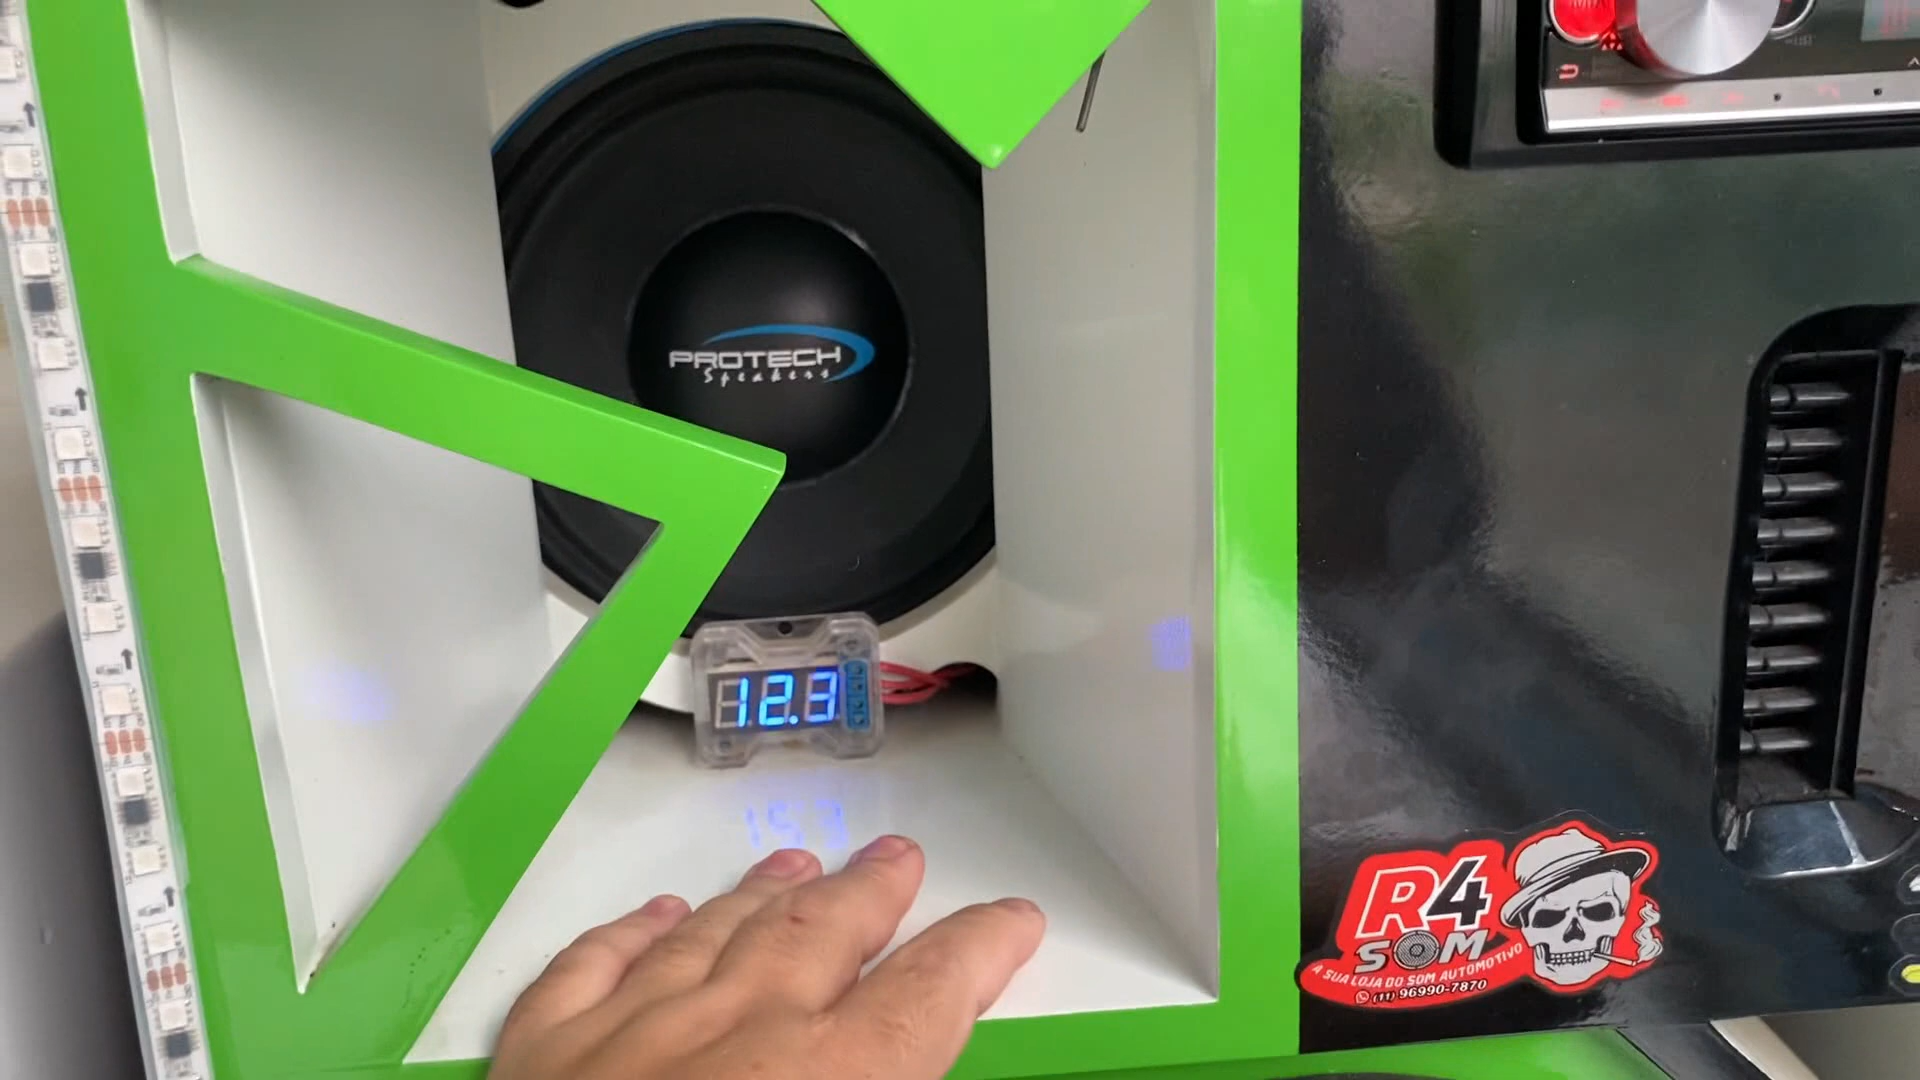 PROTECH
Speakers
12.3
R4
SOM
A SUA LOJA DO SOM AUTOMOTIVO
(11) 96990-7870